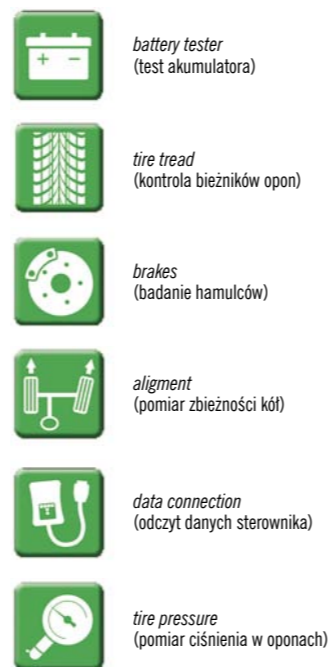 battery tester
(test akumulatora)
tire tread
(kontrola bieżników opon)
brakes
(badanie hamulców)
aligment
(pomiar zbieżności kół)
data connection
(odczyt danych sterownika)
tire pressure
(pomiar ciśnienia w oponach)